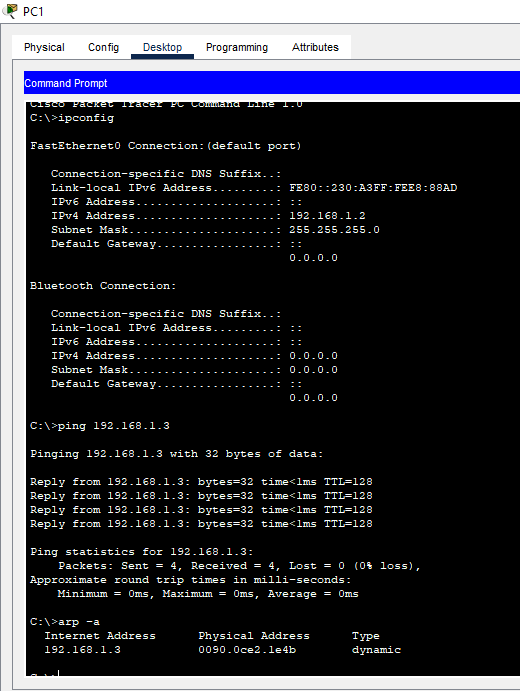 PC1
Physical Config Desktop Programming Attributes
Command Prompt
Cisco Packet Tracer PC Command Line 1.0
C:\>ipconfig
FastEthernet0 Connection:(default port)
Connection-specific DNS Suffix..:
Link-local IPv6 Address.........: FE80::230:A3FF:FEE8:88AD
IPv6 Address....................: ::
IPv4 Address....................: 192.168.1.2
Subnet Mask.....................: 255.255.255.0
Default Gateway.................: ::
0.0.0.0
Bluetooth Connection:
Connection-specific DNS Suffix..:
Link-local IPv6 Address.........: ::
IPv6 Address....................: ::
IPv4 Address....................: 0.0.0.0
Subnet Mask.....................: 0.0.0.0
Default Gateway.................: ::
0.0.0.0
C:\>ping 192.168.1.3
Pinging 192.168.1.3 with 32 bytes of data:
Reply from 192.168.1.3: bytes=32 time<1ms TTL=128
Reply from 192.168.1.3: bytes=32 time<1ms TTL=128
Reply from 192.168.1.3: bytes=32 time<1ms TTL=128
Reply from 192.168.1.3: bytes=32 time<1ms TTL=128
Ping statistics for 192.168.1.3:
Packets: Sent = 4, Received = 4, Lost = 0 (0% loss),
Approximate round trip times in milli-seconds:
Minimum = 0ms, Maximum = 0ms, Average = 0ms
C:\>arp -a
Internet Address Physical Address Type
192.168.1.3 0090.0ce2.1e4b dynamic
C:\>